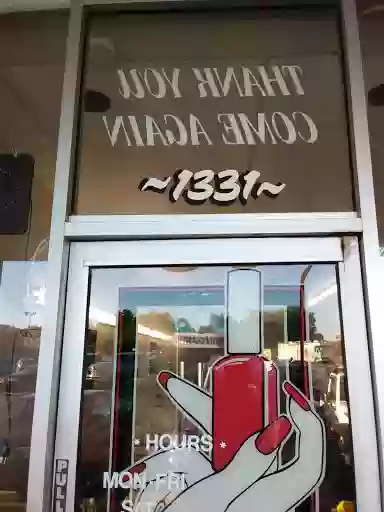 THANK YOU
COME AGAIN
~1331~
* HOURS *
MON-FRI
PULL